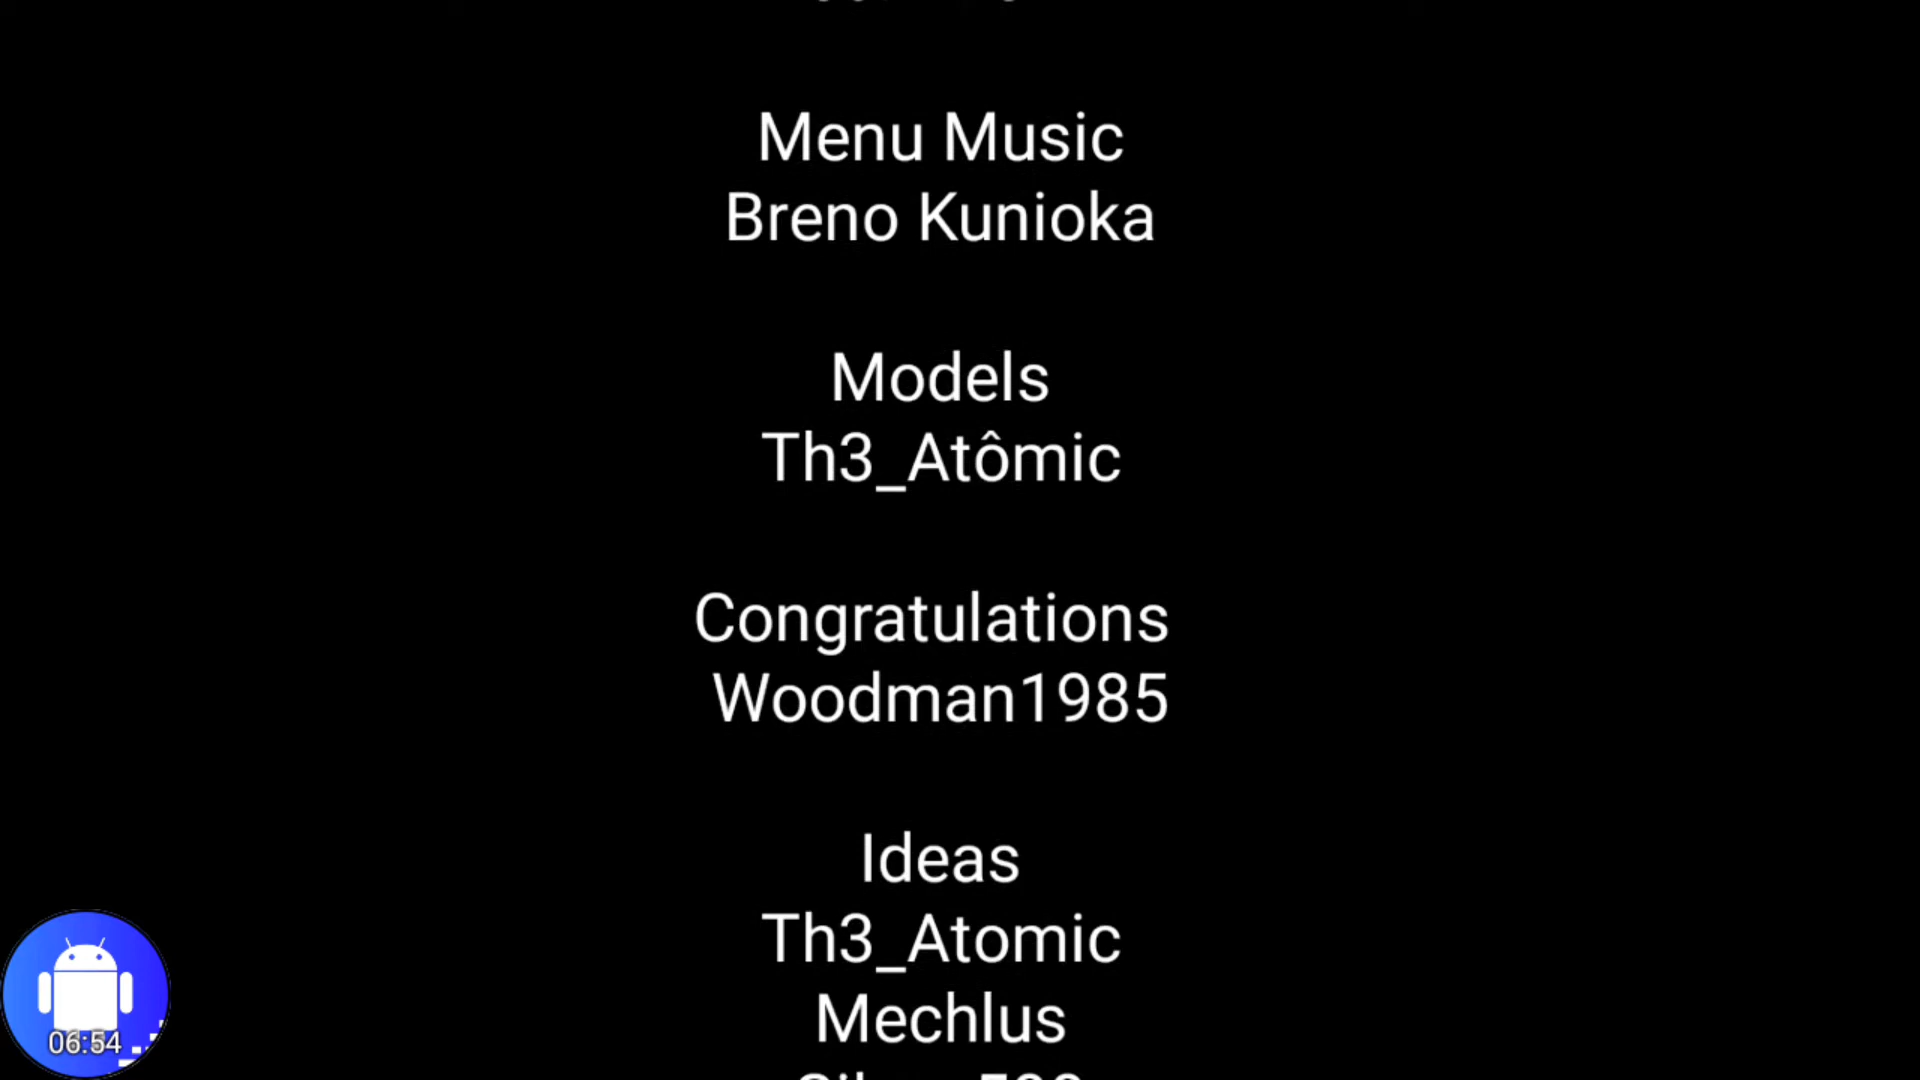 Menu Music
Breno Kunioka
Models
Th3_Atômic
Congratulations
Woodman1985
Ideas
Th3_Atomic
Mechlus
06:54